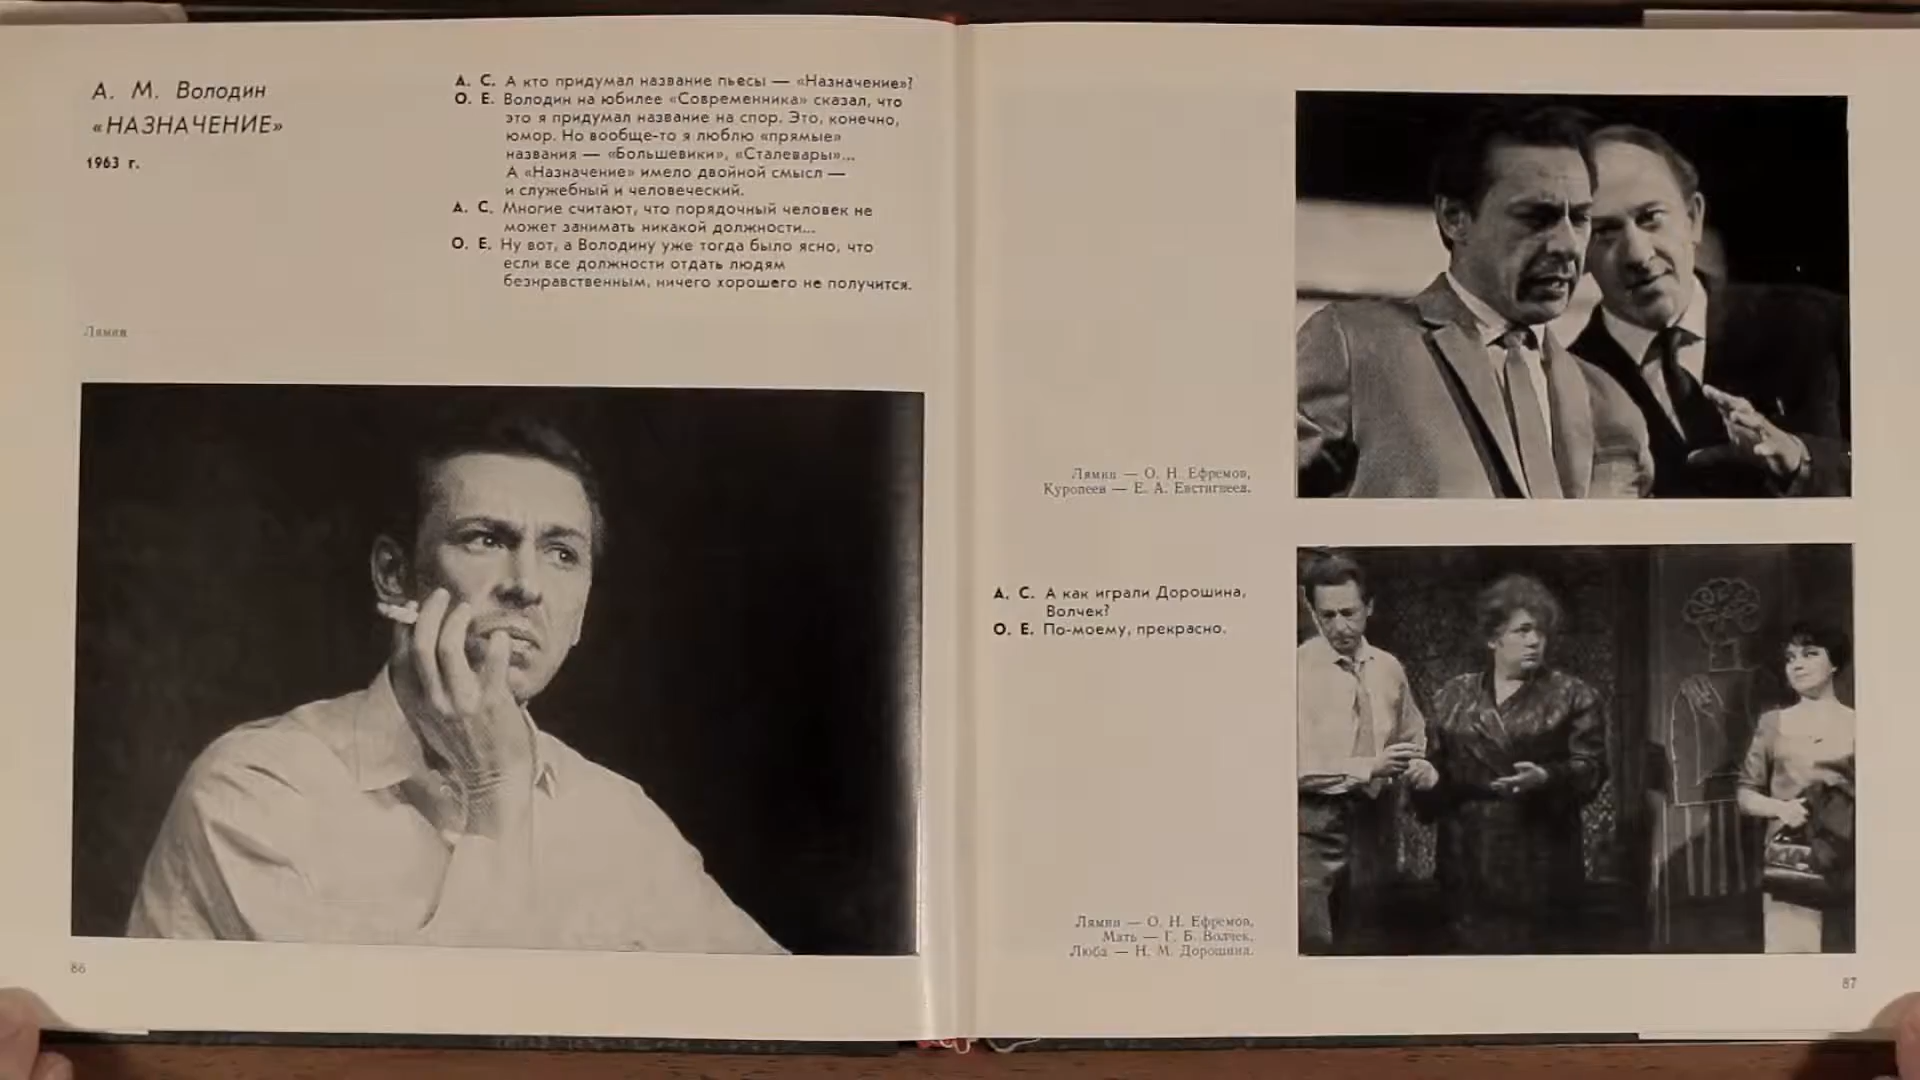 А. М. Володин
«НАЗНАЧЕНИЕ»
1963 г.
А. С. А кто придумал название пьесы — «Назначение»?
О. Е. Володин на юбилее «Современника» сказал, что
это я придумал название на спор. Это, конечно,
юмор. Но вообще-то я люблю «прямые»
названия — «Большевики», «Сталевары»...
А «Назначение» имело двойной смысл —
и служебный и человеческий.
А. С. Многие считают, что порядочный человек не
может занимать никакой должности...
О. Е. Ну вот, а Володину уже тогда было ясно, что
если все должности отдать людям
безнравственным, ничего хорошего не получится.
Лямин
86
Лямин — О. Н. Ефремов,
Куропеев — Е. А. Евстигнеев.
А. С. А как играли Дорошина,
Волчек?
О. Е. По-моему, прекрасно.
Лямин — О. Н. Ефремов,
Мать — Г. Б. Волчек,
Люба — Н. М. Дорошина.
87